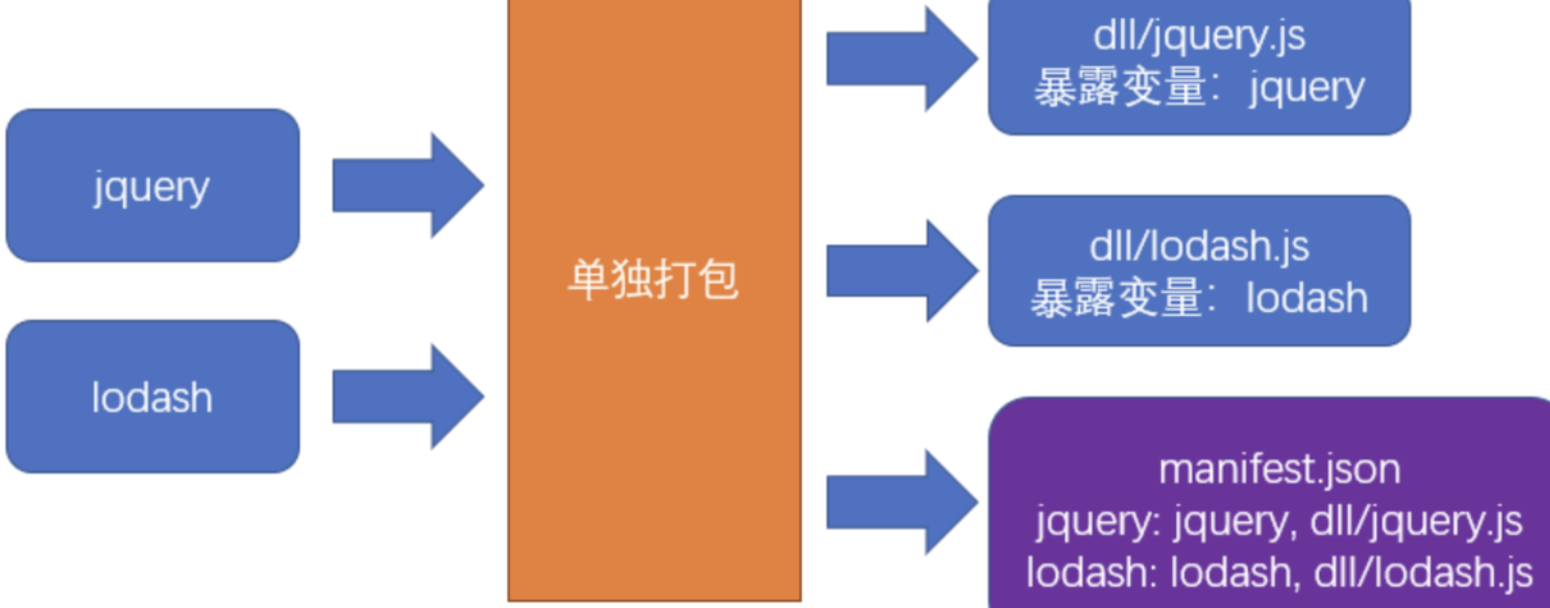 jquery
lodash
单独打包
dll/jquery.js
暴露变量：jquery
dll/lodash.js
暴露变量：lodash
manifest.json
jquery: jquery, dll/jquery.js
lodash: lodash, dll/lodash.js